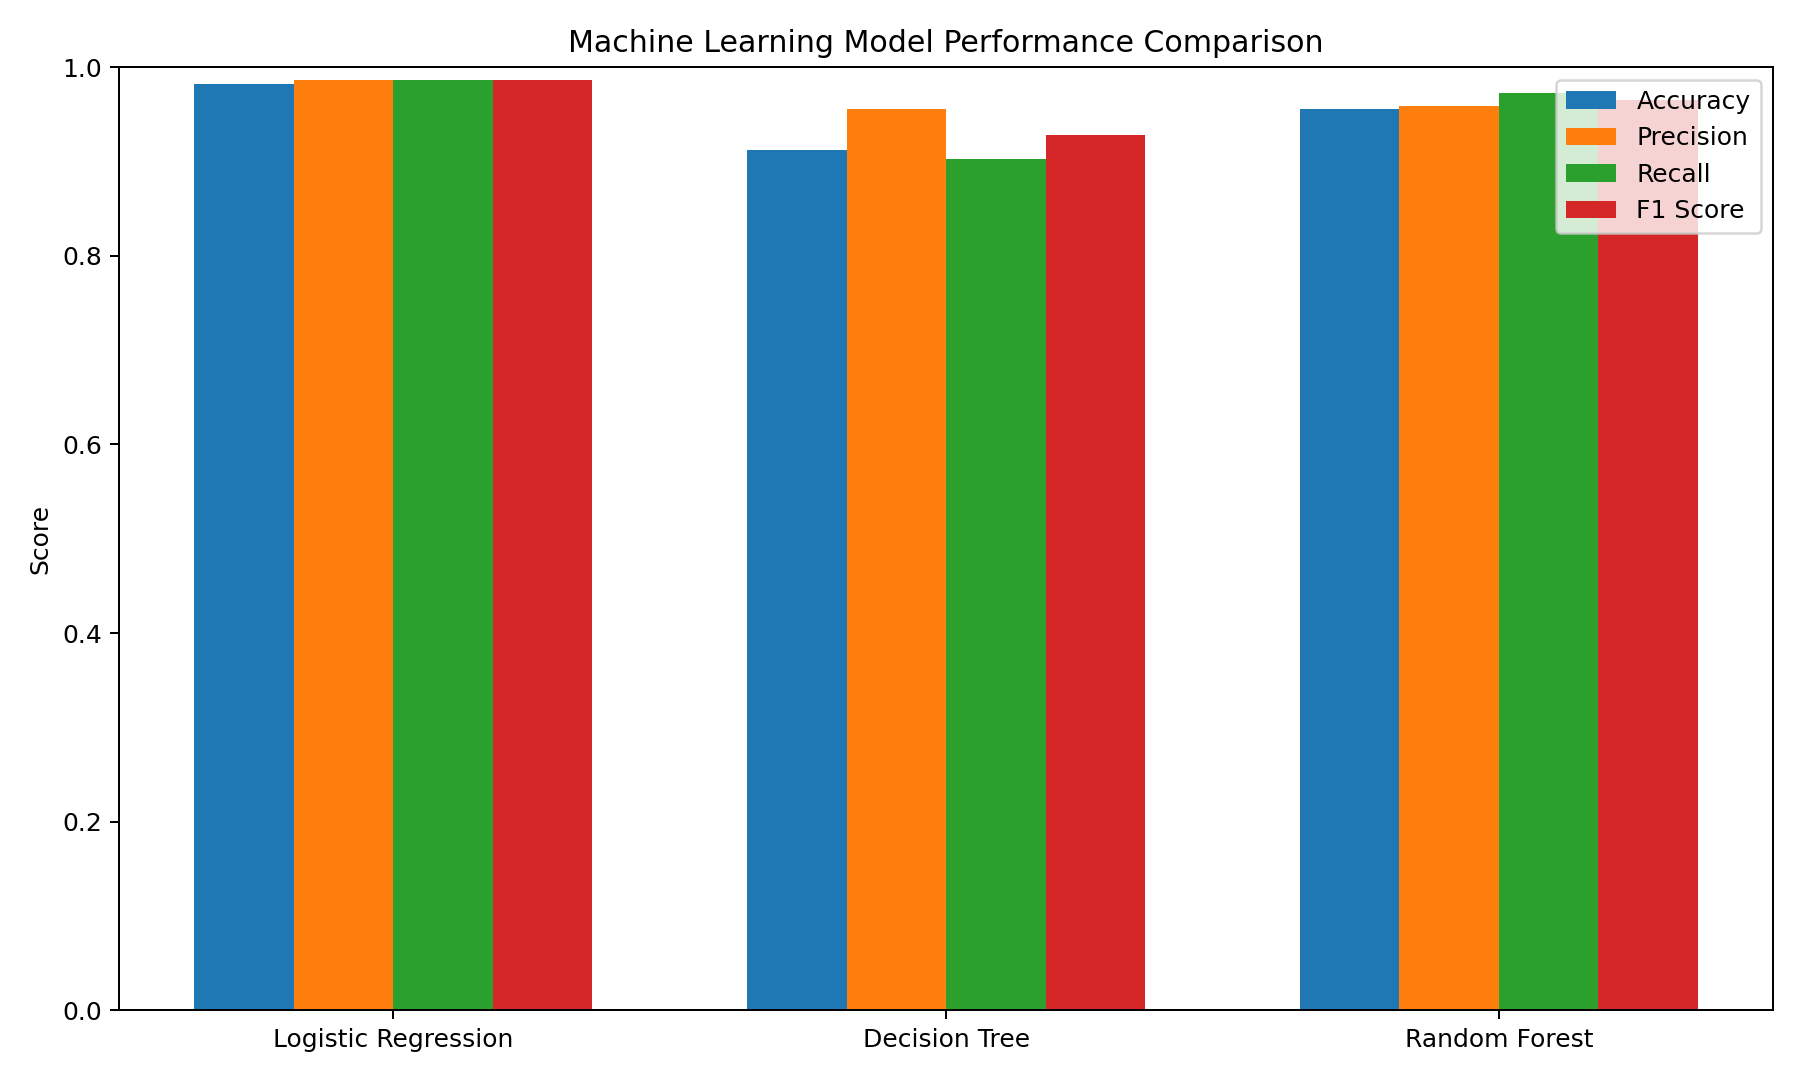 Machine Learning Model Performance Comparison
1.0
0.8
0.6
0.4
0.2
0.0
Score
Accuracy
Precision
Recall
F1 Score
Logistic Regression
Decision Tree
Random Forest